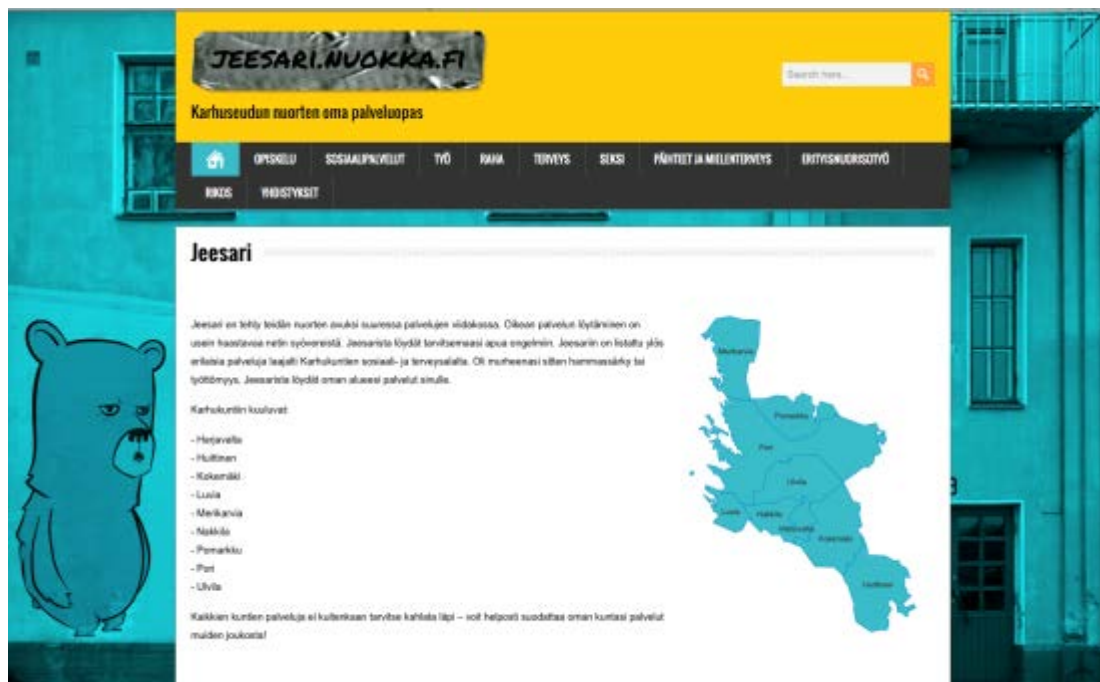 JEESARI.NUOKKA.FI
Search here...
Karhuseudun nuorten oma palveluopas
OPISKELU SOSIAALIPALVELUT TYÖ RAHA TERVEYS SEKSI PÄIHTEET JA MIELENTERVEYS ERITYISNUORISOTYÖ
RIKOS YHDISTYKSET
Jeesari
Jeesari on tehty teidän nuorten avuksi suuressa palvelujen viidakossa. Oikean palvelun löytäminen on
usein haastavaa netin syövereistä. Jeesarista löydät tarvitsemaasi apua ongelmiin. Jeesariin on listattu ylös
erilaisia palveluja laajalti Karhukuntien sosiaali- ja terveysalalta. Oli murheenasi sitten hammassärky tai
työttömyys, Jeesarista löydät oman alueesi palvelut sinulle.
Karhukuntiin kuuluvat:
- Harjavalta
- Huittinen
- Kokemäki
- Luvia
- Merikarvia
- Nakkila
- Pomarkku
- Pori
- Ulvila
Kaikkien kuntien palveluja ei kuitenkaan tarvitse kahlata läpi – voit helposti suodattaa oman kuntasi palvelut
muiden joukosta!
Merikarvia
Pomarkku
Pori
Ulvila
Luvia
Nakkila
Harjavalta
Kokemäki
Huittinen